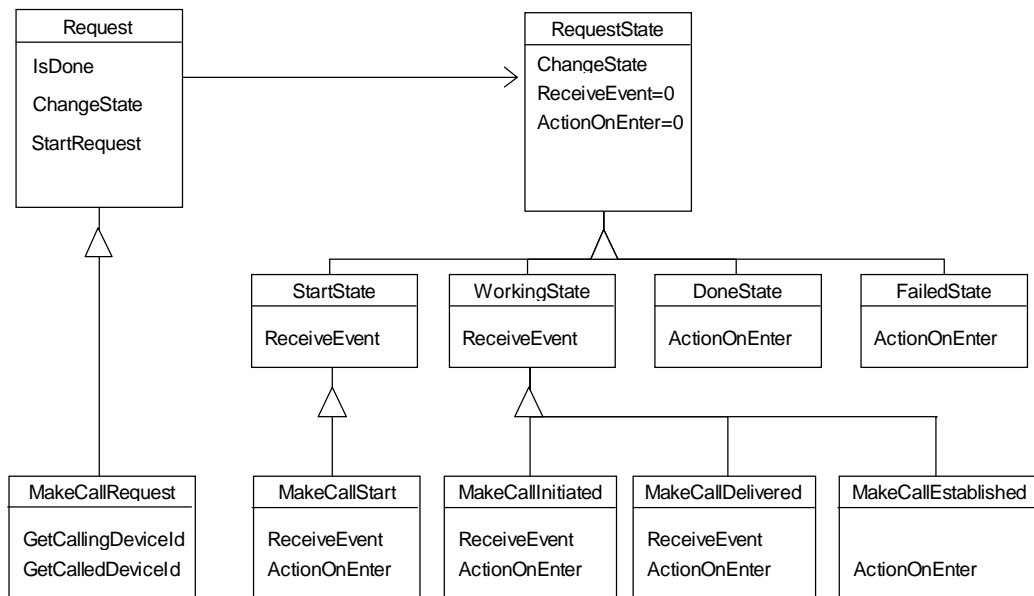 Request
IsDone
ChangeState
StartRequest
RequestState
ChangeState
ReceiveEvent=0
ActionOnEnter=0
StartState
ReceiveEvent
WorkingState
ReceiveEvent
DoneState
ActionOnEnter
FailedState
ActionOnEnter
MakeCallRequest
GetCallingDeviceId
GetCalledDeviceId
MakeCallStart
ReceiveEvent
ActionOnEnter
MakeCallInitiated
ReceiveEvent
ActionOnEnter
MakeCallDelivered
ReceiveEvent
ActionOnEnter
MakeCallEstablished
ActionOnEnter